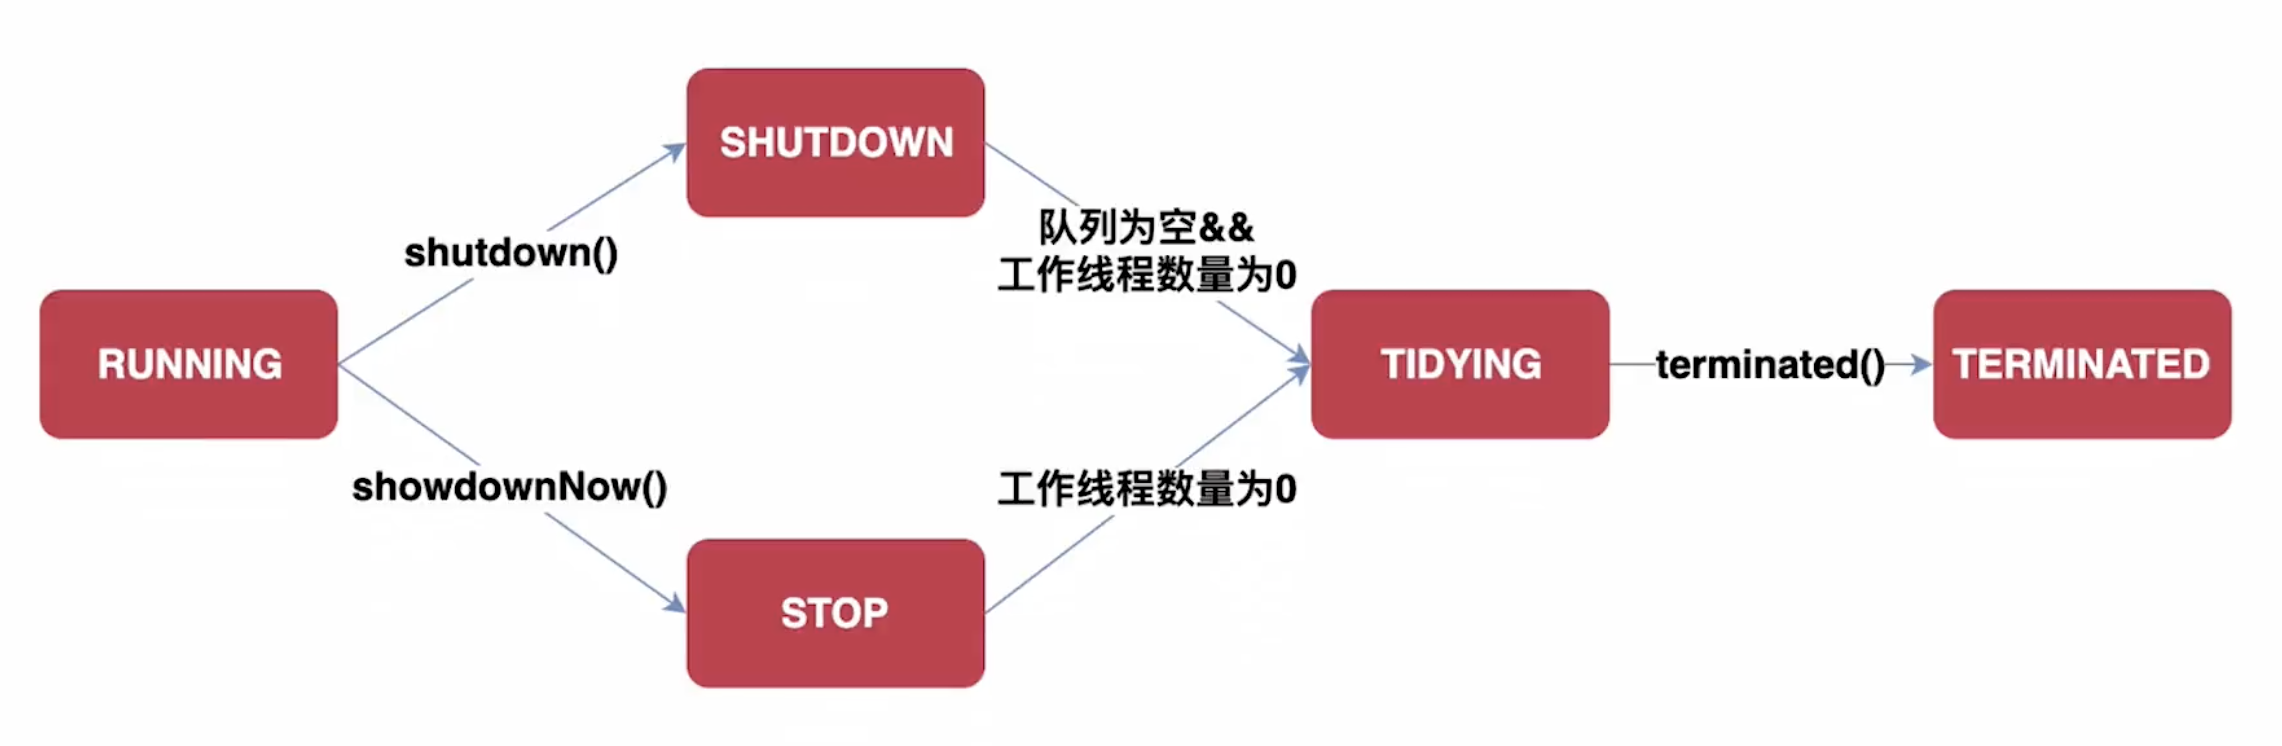 SHUTDOWN
shutdown()
队列为空&&
工作线程数量为0
RUNNING
TIDYING
terminated()
TERMINATED
showdownNow()
工作线程数量为0
STOP